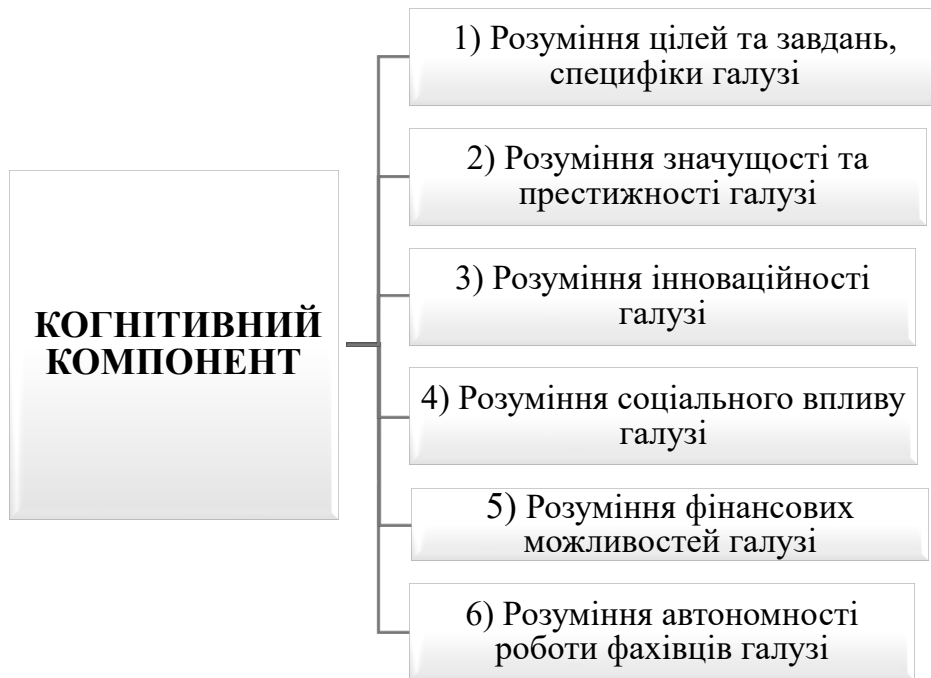 КОГНІТИВНИЙ
КОМПОНЕНТ
1) Розуміння цілей та завдань,
специфіки галузі
2) Розуміння значущості та
престижності галузі
3) Розуміння інноваційності
галузі
4) Розуміння соціального впливу
галузі
5) Розуміння фінансових
можливостей галузі
6) Розуміння автономності
роботи фахівців галузі